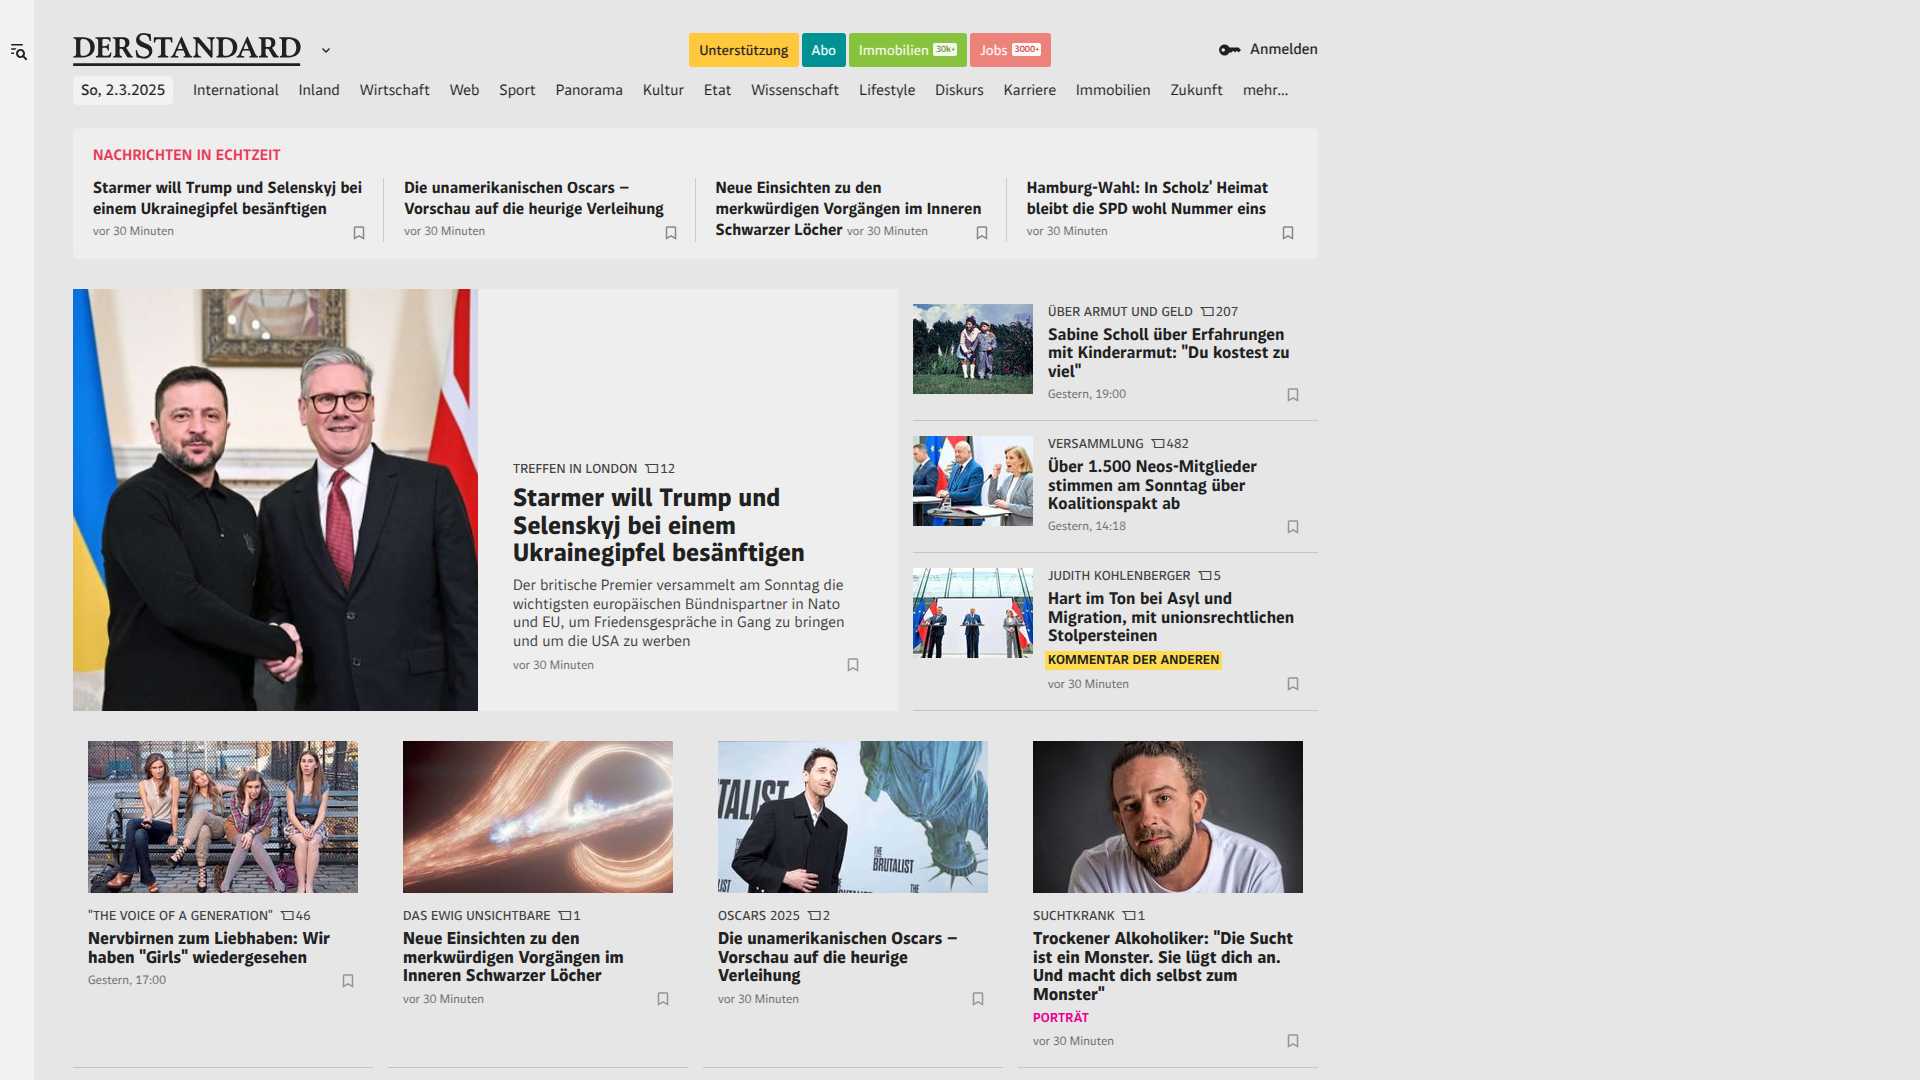 DERSTANDARD
Unterstützung
Abo
Immobilien 30k+
Jobs 3000+
Anmelden
So, 2.3.2025
International
Inland
Wirtschaft
Web
Sport
Panorama
Kultur
Etat
Wissenschaft
Lifestyle
Diskurs
Karriere
Immobilien
Zukunft
mehr...
NACHRICHTEN IN ECHTZEIT
Starmer will Trump und Selenskyj bei
einem Ukrainegipfel besänftigen
vor 30 Minuten
Die unamerikanischen Oscars –
Vorschau auf die heurige Verleihung
vor 30 Minuten
Neue Einsichten zu den
merkwürdigen Vorgängen im Inneren
Schwarzer Löcher vor 30 Minuten
Hamburg-Wahl: In Scholz' Heimat
bleibt die SPD wohl Nummer eins
vor 30 Minuten
TREFFEN IN LONDON 12
Starmer will Trump und
Selenskyj bei einem
Ukrainegipfel besänftigen
Der britische Premier versammelt am Sonntag die
wichtigsten europäischen Bündnispartner in Nato
und EU, um Friedensgespräche in Gang zu bringen
und um die USA zu werben
vor 30 Minuten
ÜBER ARMUT UND GELD 207
Sabine Scholl über Erfahrungen
mit Kinderarmut: "Du kostest zu
viel"
Gestern, 19:00
VERSAMMLUNG 482
Über 1.500 Neos-Mitglieder
stimmen am Sonntag über
Koalitionspakt ab
Gestern, 14:18
JUDITH KOHLENBERGER 5
Hart im Ton bei Asyl und
Migration, mit unionsrechtlichen
Stolpersteinen
KOMMENTAR DER ANDEREN
vor 30 Minuten
"THE VOICE OF A GENERATION" 46
Nervbirnen zum Liebhaben: Wir
haben "Girls" wiedergesehen
Gestern, 17:00
DAS EWIG UNSICHTBARE 1
Neue Einsichten zu den
merkwürdigen Vorgängen im
Inneren Schwarzer Löcher
vor 30 Minuten
TALIST
THE
BRUTALIST
THE
IST
OSCARS 2025 2
Die unamerikanischen Oscars –
Vorschau auf die heurige
Verleihung
vor 30 Minuten
SUCHTKRANK 1
Trockener Alkoholiker: "Die Sucht
ist ein Monster. Sie lügt dich an.
Und macht dich selbst zum
Monster"
PORTRÄT
vor 30 Minuten